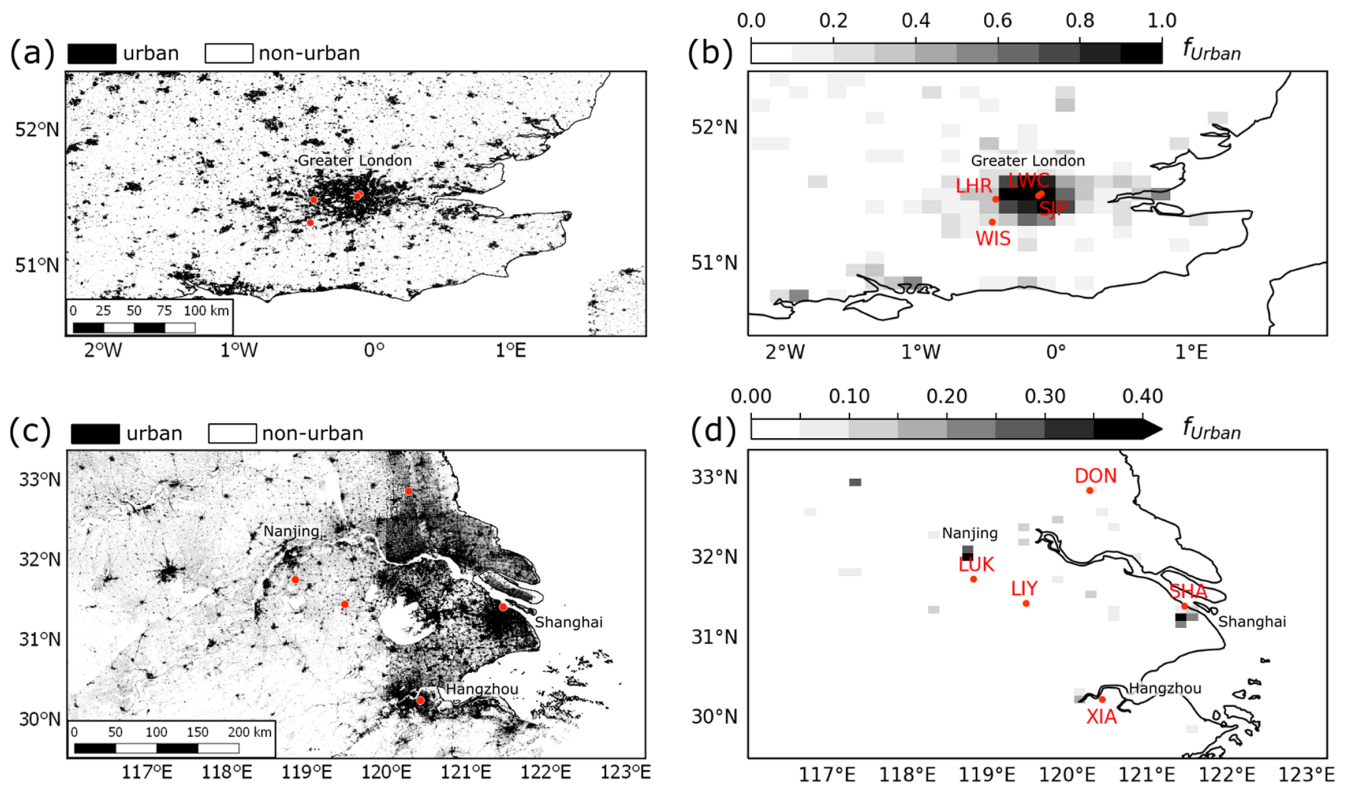 (a) urban non-urban
52°N
51°N
Greater London
0 25 50 75 100 km
2°W 1°W 0° 1°E
(b) 0.0 0.2 0.4 0.6 0.8 1.0 fUrban
52°N
51°N
Greater London
LHR LWC
SJP
WIS
2°W 1°W 0° 1°E
(c) urban non-urban
33°N
32°N
31°N
30°N
Nanjing
Shanghai
Hangzhou
0 50 100 150 200 km
117°E 118°E 119°E 120°E 121°E 122°E 123°E
(d) 0.00 0.10 0.20 0.30 0.40 fUrban
33°N
32°N
31°N
30°N
DON
Nanjing
LUK
LIY
SHA
Shanghai
Hangzhou
XIA
117°E 118°E 119°E 120°E 121°E 122°E 123°E